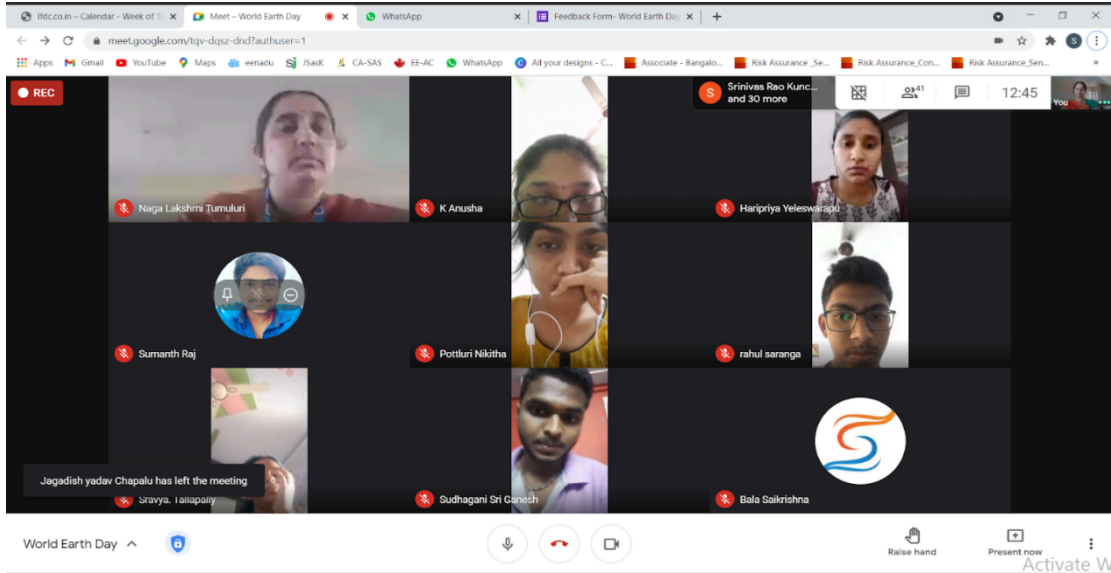 lfdc.co.in – Calendar - Week of 18
Meet – World Earth Day
WhatsApp
Feedback Form- World Earth Day
meet.google.com/tqv-dqsz-dnd?authuser=1
S
Apps
Gmail
YouTube
Maps
eenadu
Sj JSasK
CA-SAS
EE-AC
WhatsApp
All your designs - C...
Associate - Bangalo...
Risk Assurance _Se...
Risk Assurance_Con...
Risk Assurance_Sen...
»
REC
S
Srinivas Rao Kunc...
and 30 more
41
12:45
You
Naga Lakshmi Tumuluri
K Anusha
Haripriya Yeleswarapu
Sumanth Raj
Pottluri Nikitha
rahul saranga
Jagadish yadav Chapalu has left the meeting
Sravya. Tallapally
Sudhagani Sri Ganesh
Bala Saikrishna
World Earth Day
Raise hand
Present now
Activate W